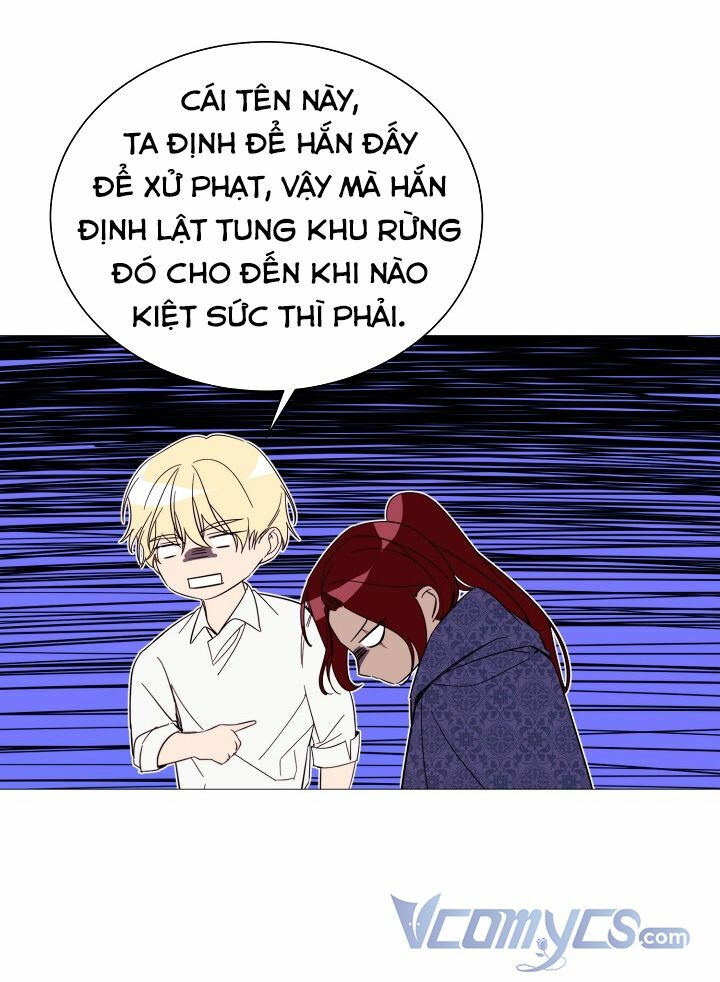 CÁI TÊN NÀY,
TA ĐỊNH ĐỂ HẮN ĐẤY
ĐỂ XỬ PHẠT, VẬY MÀ HẮN
ĐỊNH LẬT TUNG KHU RỪNG
ĐÓ CHO ĐẾN KHI NÀO
KIỆT SỨC THÌ PHẢI.
VCOMYCS.com